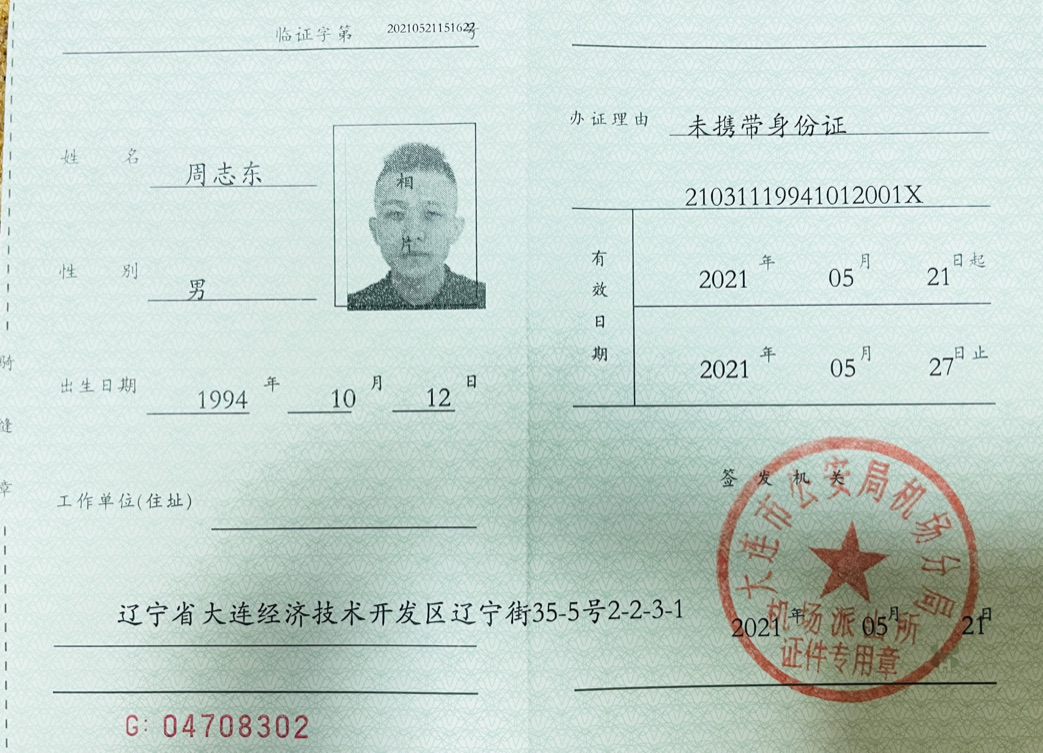 临证字第 20210521151622号
姓 名 周志东
相
片
性 别 男
出生日期 1994 年 10 月 12 日
工作单位(住址)
辽宁省大连经济技术开发区辽宁街35-5号2-2-3-1
G: 04708302
骑
缝
章
办证理由 未携带身份证
21031119941012001X
有效日期
2021 年 05 月 21 日起
2021 年 05 月 27 日止
签发机关
大连市公安局机场分局
机场派出所
证件专用章
2021 年 05 月 21 日